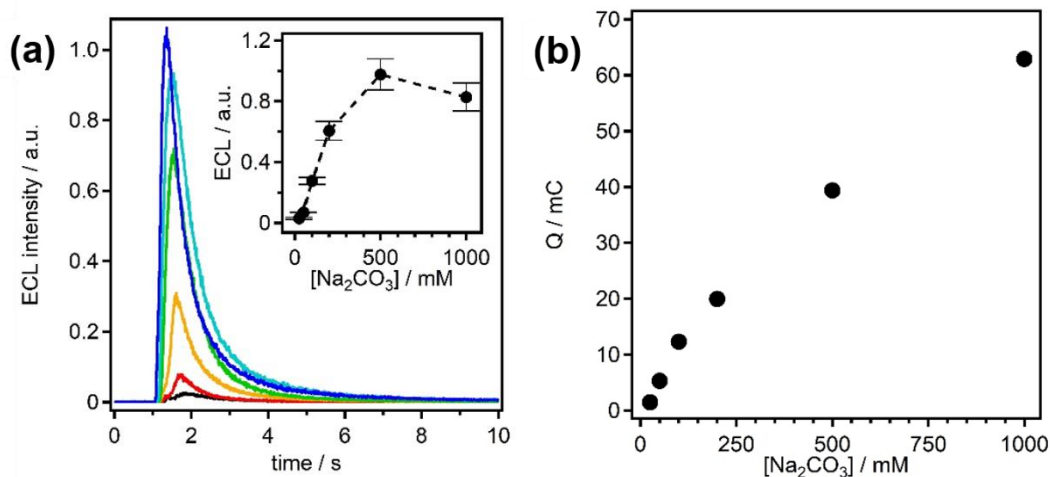 (a)
ECL intensity / a.u.
1.0
0.8
0.6
0.4
0.2
0
0 2 4 6 8 10
time / s
ECL / a.u.
1.2
0.8
0.4
0
0 500 1000
[Na₂CO₃] / mM
(b)
Q / mC
70
60
50
40
30
20
10
0
0 250 500 750 1000
[Na₂CO₃] / mM